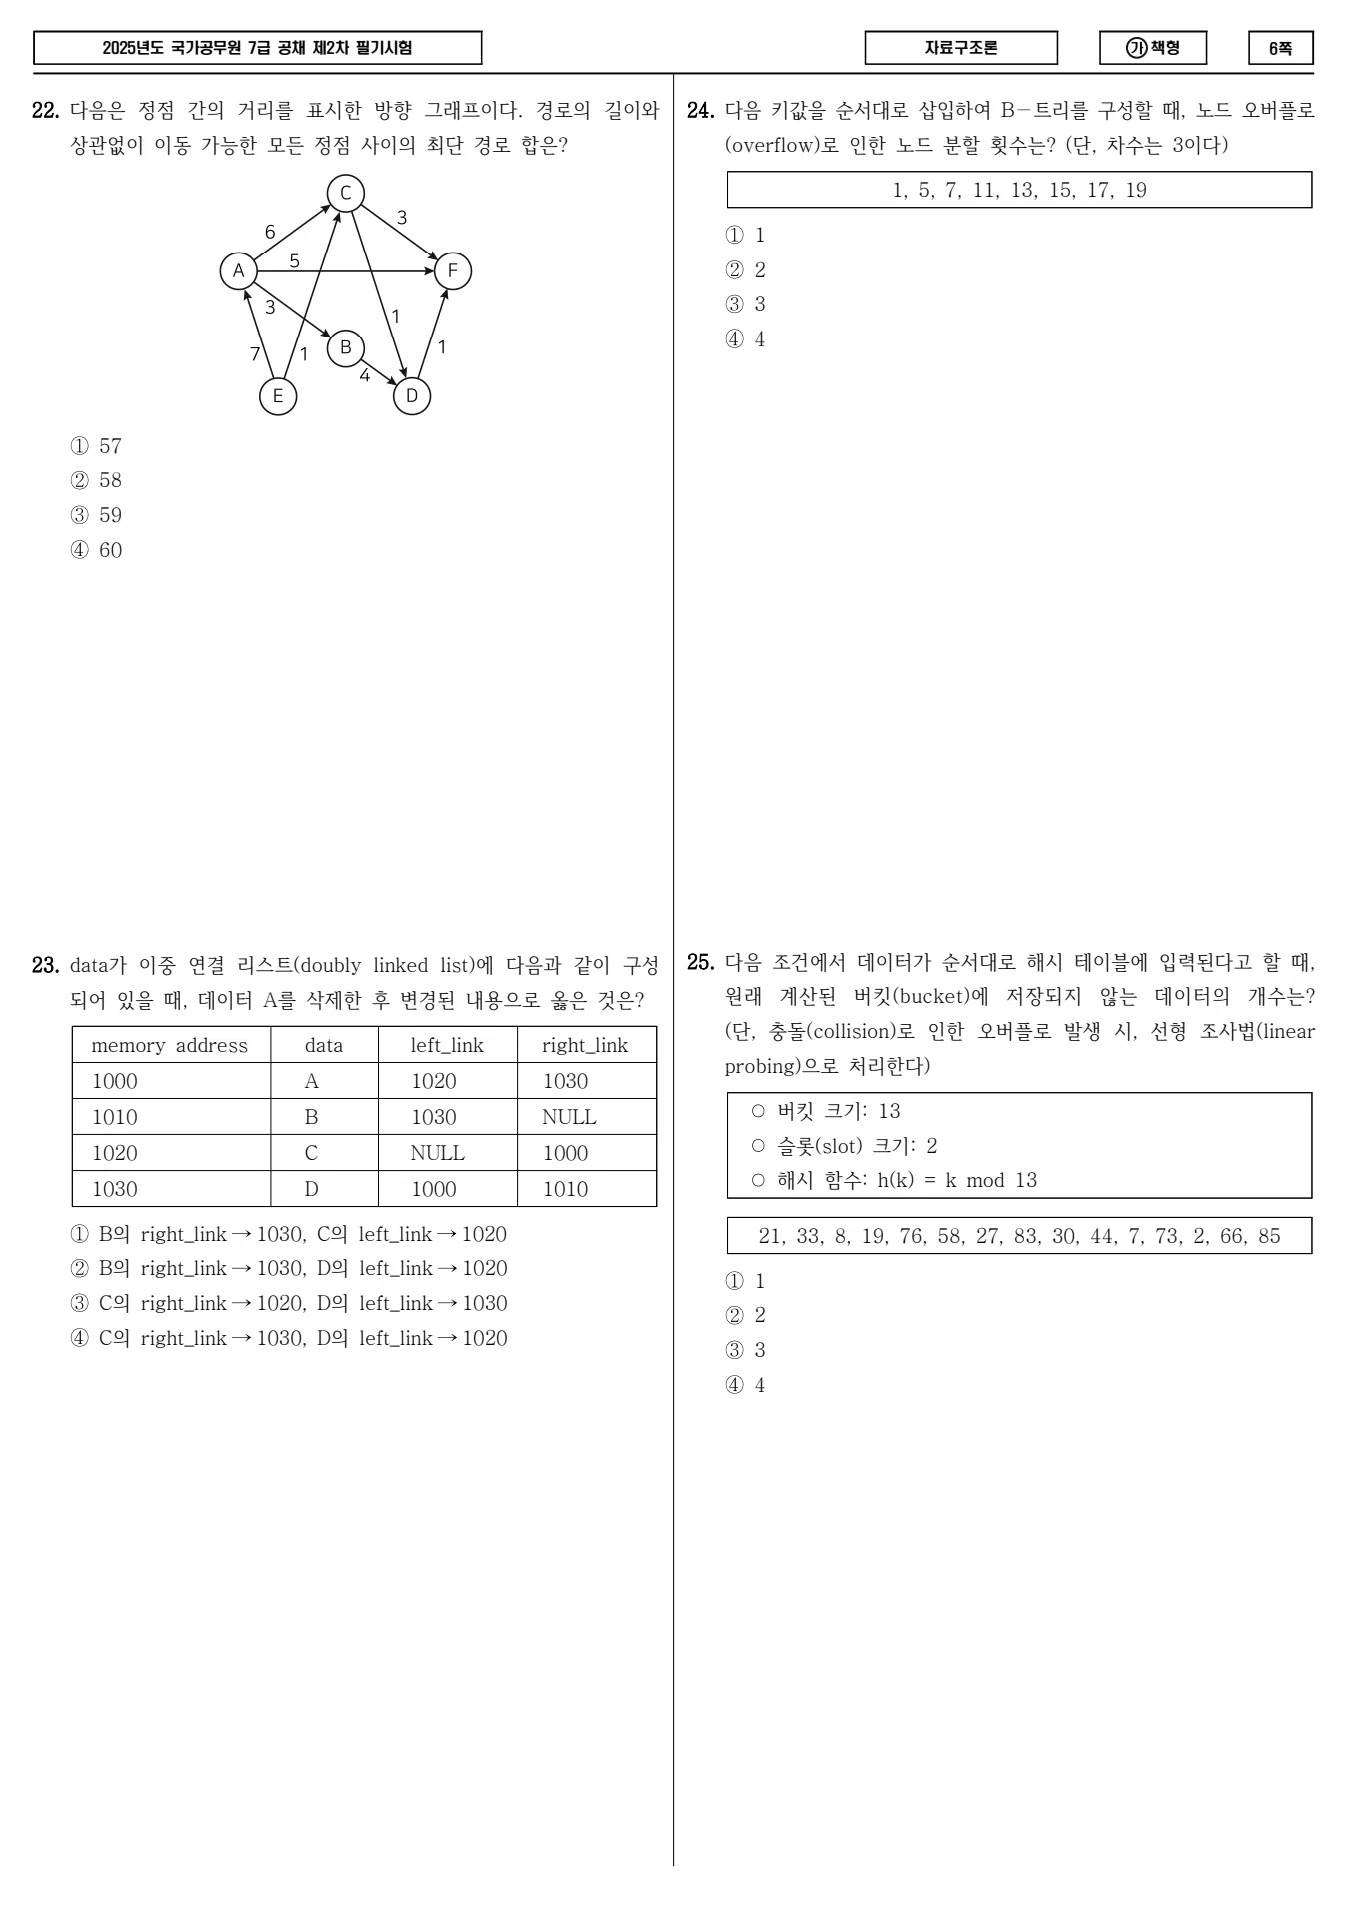 2025년도 국가공무원 7급 공채 제2차 필기시험
자료구조론
㉮ 책형
6쪽
22. 다음은 정점 간의 거리를 표시한 방향 그래프이다. 경로의 길이와
상관없이 이동 가능한 모든 정점 사이의 최단 경로 합은?
C
6
3
A
5
F
3
1
B
7
1
1
4
E
D
① 57
② 58
③ 59
④ 60
23. data가 이중 연결 리스트(doubly linked list)에 다음과 같이 구성
되어 있을 때, 데이터 A를 삭제한 후 변경된 내용으로 옳은 것은?
memory address data left_link right_link
1000 A 1020 1030
1010 B 1030 NULL
1020 C NULL 1000
1030 D 1000 1010
① B의 right_link → 1030, C의 left_link → 1020
② B의 right_link → 1030, D의 left_link → 1020
③ C의 right_link → 1020, D의 left_link → 1030
④ C의 right_link → 1030, D의 left_link → 1020
24. 다음 키값을 순서대로 삽입하여 B-트리를 구성할 때, 노드 오버플로
(overflow)로 인한 노드 분할 횟수는? (단, 차수는 3이다)
1, 5, 7, 11, 13, 15, 17, 19
① 1
② 2
③ 3
④ 4
25. 다음 조건에서 데이터가 순서대로 해시 테이블에 입력된다고 할 때,
원래 계산된 버킷(bucket)에 저장되지 않는 데이터의 개수는?
(단, 충돌(collision)로 인한 오버플로 발생 시, 선형 조사법(linear
probing)으로 처리한다)
○ 버킷 크기: 13
○ 슬롯(slot) 크기: 2
○ 해시 함수: h(k) = k mod 13
21, 33, 8, 19, 76, 58, 27, 83, 30, 44, 7, 73, 2, 66, 85
① 1
② 2
③ 3
④ 4